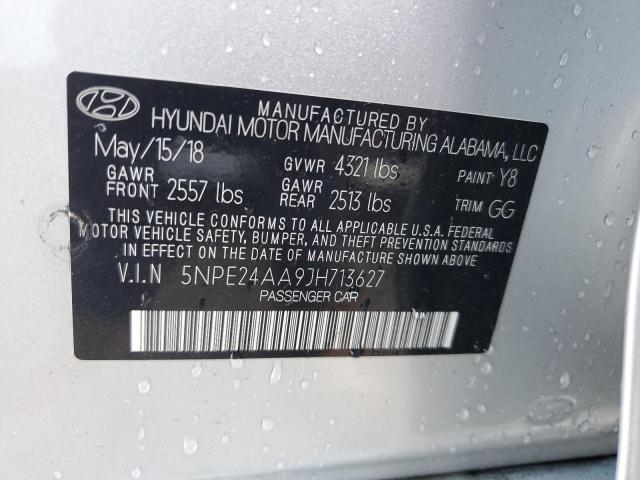 MANUFACTURED BY
HYUNDAI MOTOR MANUFACTURING ALABAMA, LLC
May/15/18 GVWR 4321 lbs PAINT Y8
GAWR FRONT 2557 lbs GAWR REAR 2513 lbs TRIM GG
THIS VEHICLE CONFORMS TO ALL APPLICABLE U.S.A. FEDERAL
MOTOR VEHICLE SAFETY, BUMPER, AND THEFT PREVENTION STANDARDS
IN EFFECT ON THE DATE OF MANUFACTURE SHOWN ABOVE.
V.I.N 5NPE24AA9JH713627
PASSENGER CAR